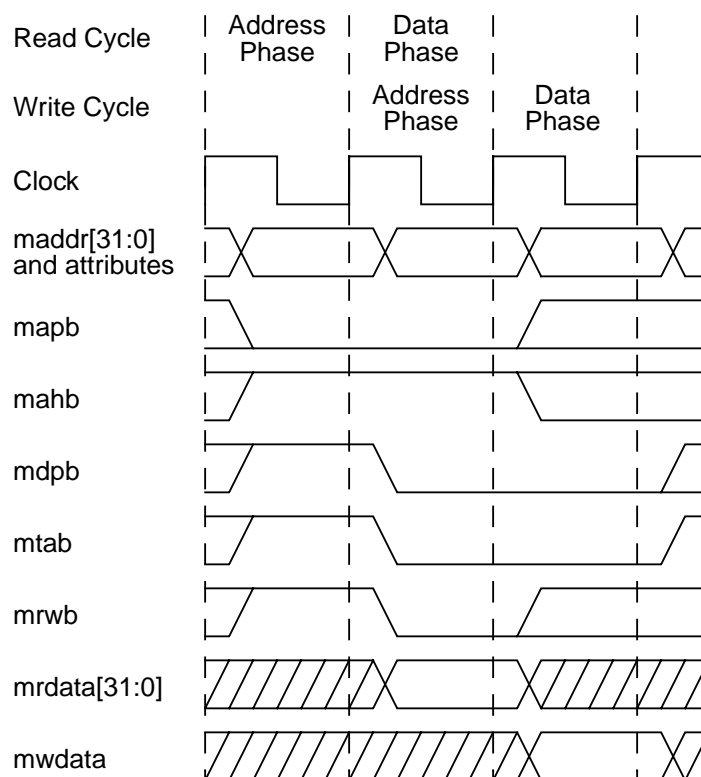 Read Cycle
Address Phase
Data Phase
Write Cycle
Address Phase
Data Phase
Clock
maddr[31:0]
and attributes
mapb
mahb
mdpb
mtab
mrwb
mrdata[31:0]
mwdata